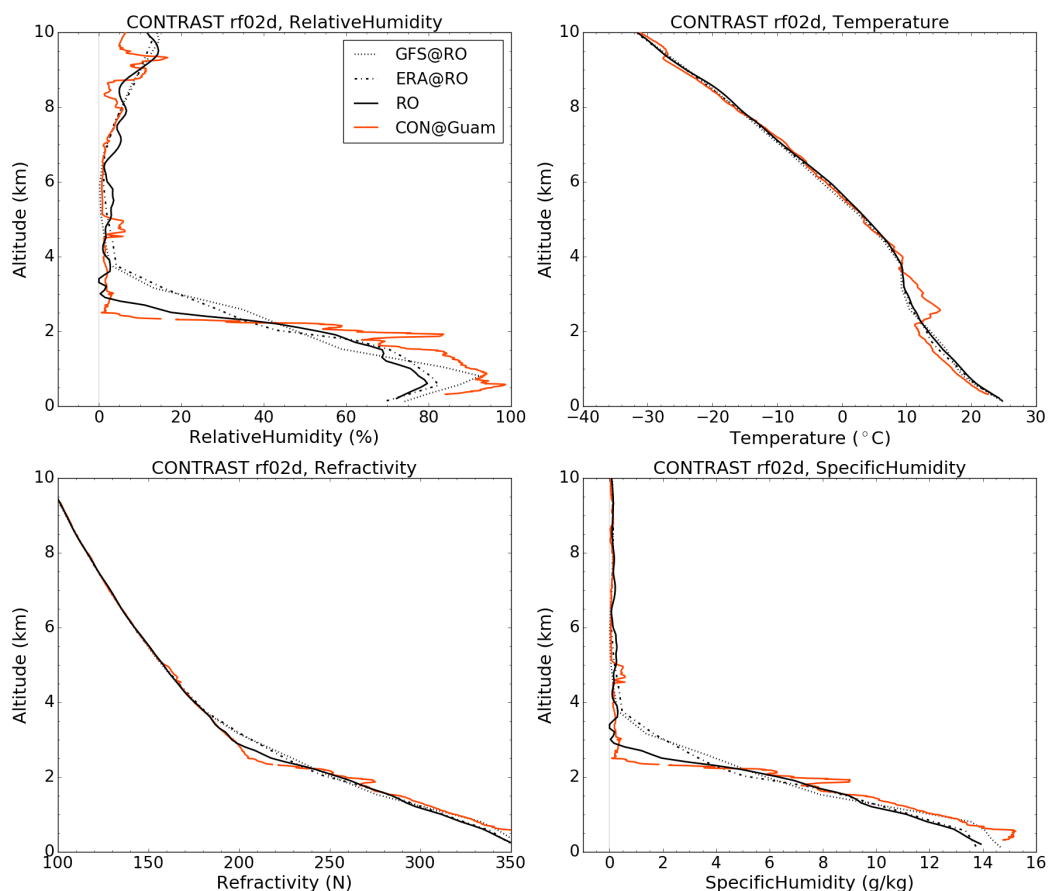 CONTRAST rf02d, RelativeHumidity
10
8
6
4
2
0
Altitude (km)
GFS@RO
ERA@RO
RO
CON@Guam
0 20 40 60 80 100
RelativeHumidity (%)
CONTRAST rf02d, Temperature
10
8
6
4
2
0
Altitude (km)
−40 −30 −20 −10 0 10 20 30
Temperature (°C)
CONTRAST rf02d, Refractivity
10
8
6
4
2
0
Altitude (km)
100 150 200 250 300 350
Refractivity (N)
CONTRAST rf02d, SpecificHumidity
10
8
6
4
2
0
Altitude (km)
0 2 4 6 8 10 12 14 16
SpecificHumidity (g/kg)